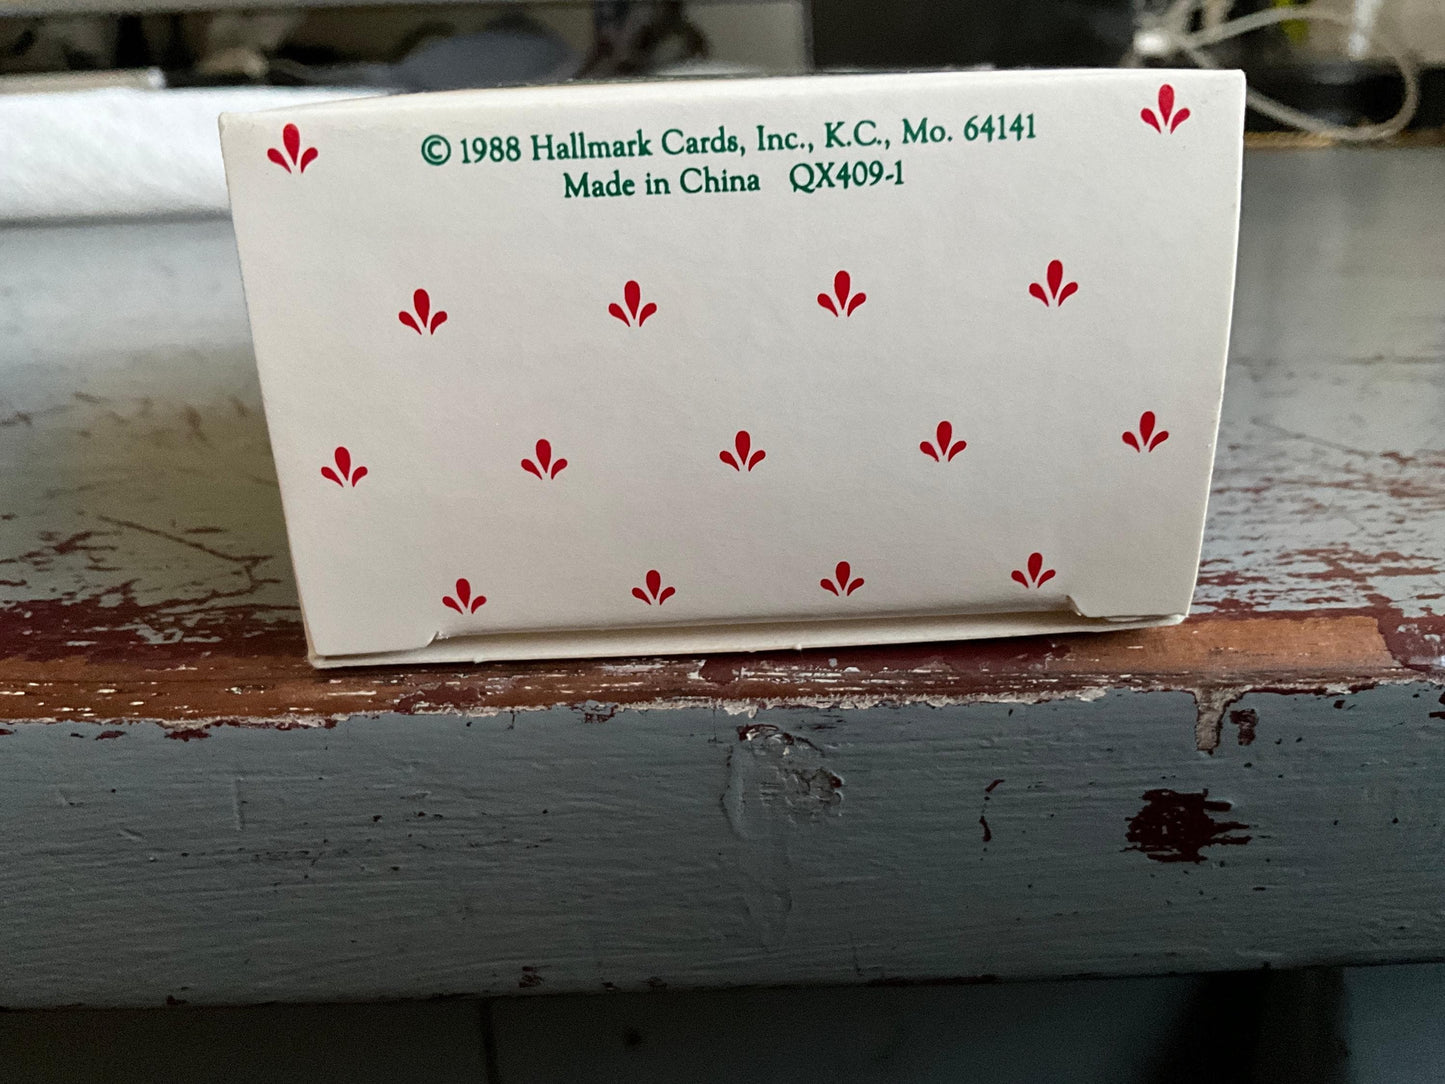 © 1988 Hallmark Cards, Inc., K.C., Mo. 64141
Made in China QX409-1